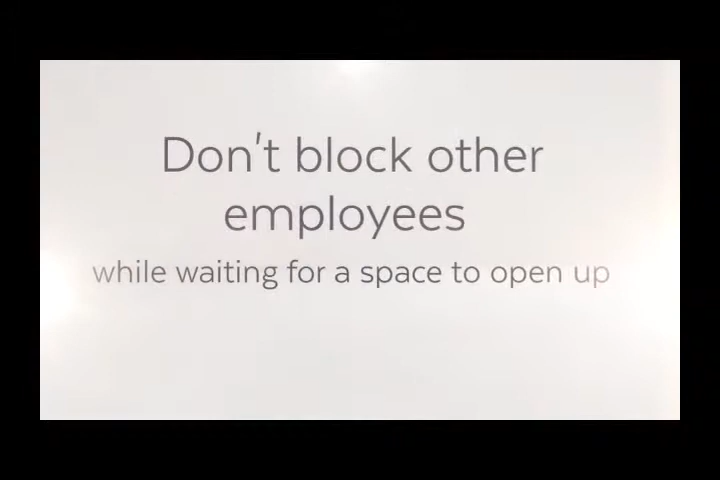 Don't block other
employees
while waiting for a space to open up